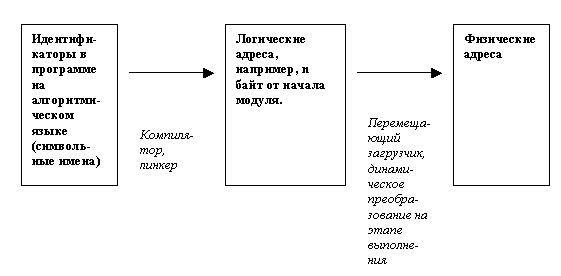 Идентифи-
каторы в
программе
на
алгоритми-
ческом
языке
(символь-
ные имена)
Компиля-
тор,
линкер
Логические
адреса,
например, n
байт от начала
модуля.
Перемеща-
ющий
загрузчик,
динами-
ческое
преобра-
зование на
этапе
выполне-
ния
Физические
адреса